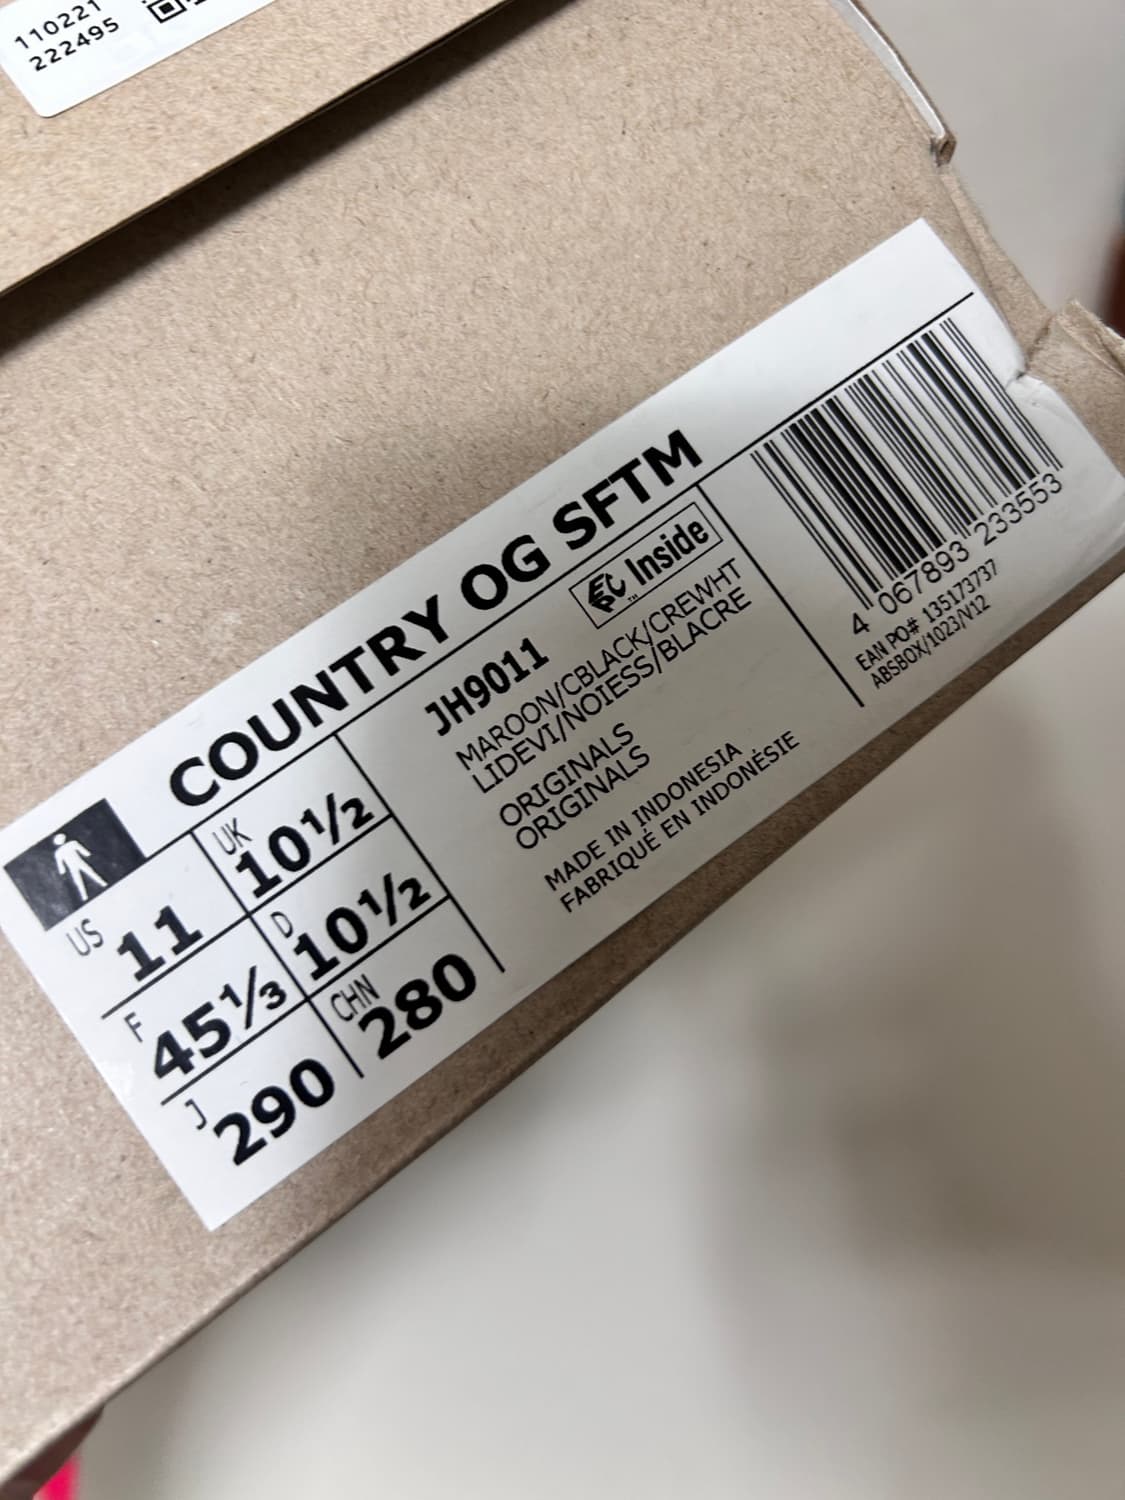 110221
222495
COUNTRY OG SFTM
US 11
UK 10½
F 45⅓
D 10½
J 290
CHN 280
JH9011
Inside
MAROON/CBLACK/CREWHT
LIDEVI/NOIESS/BLACRE
ORIGINALS
ORIGINALS
MADE IN INDONESIA
FABRIQUÉ EN INDONÉSIE
4 067893 233553
EAN PO# 135173737
ABSBOX/1023/V12